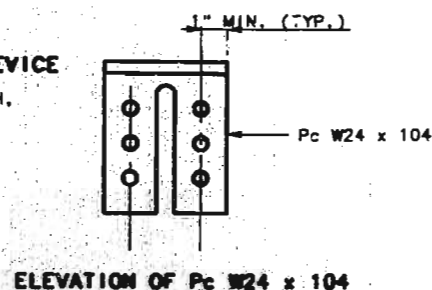 1" MIN. (TYP.)
EVICE
Pc W24 x 104
ELEVATION OF Pc W24 x 104